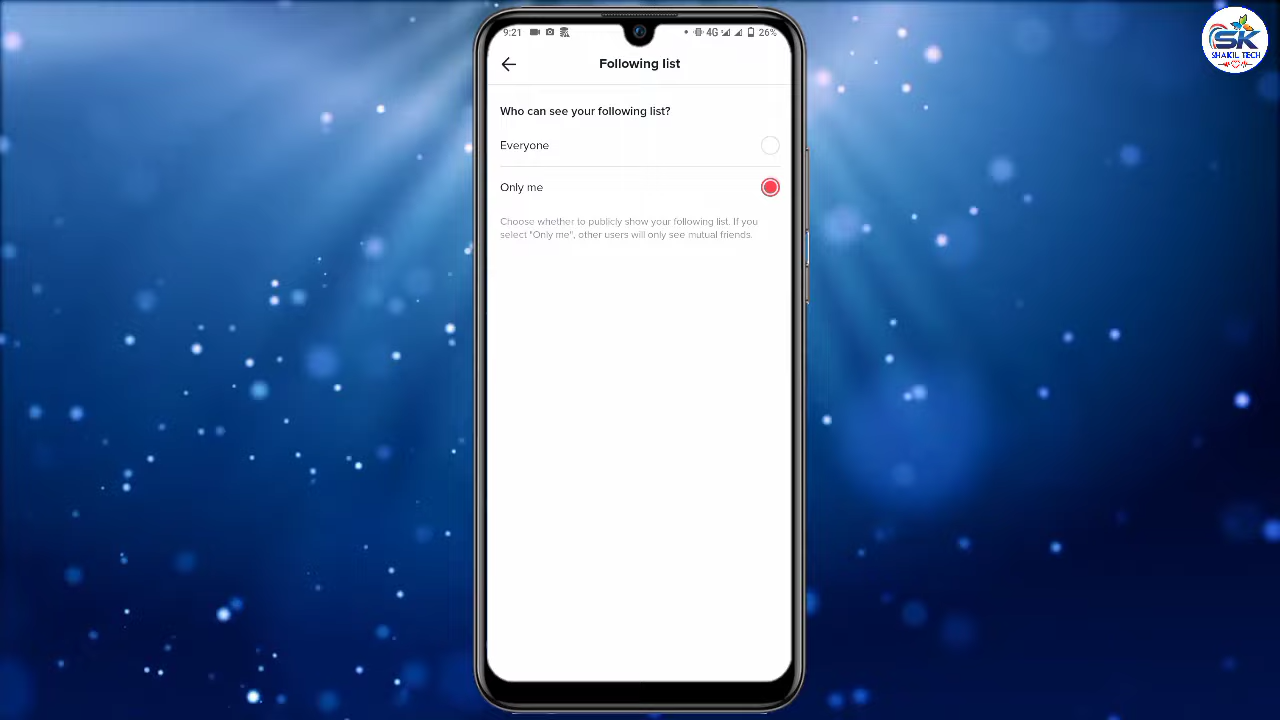 9:21 4G 26%
SK
SHAKIL TECH
Following list
Who can see your following list?
Everyone
Only me
Choose whether to publicly show your following list. If you
select "Only me", other users will only see mutual friends.